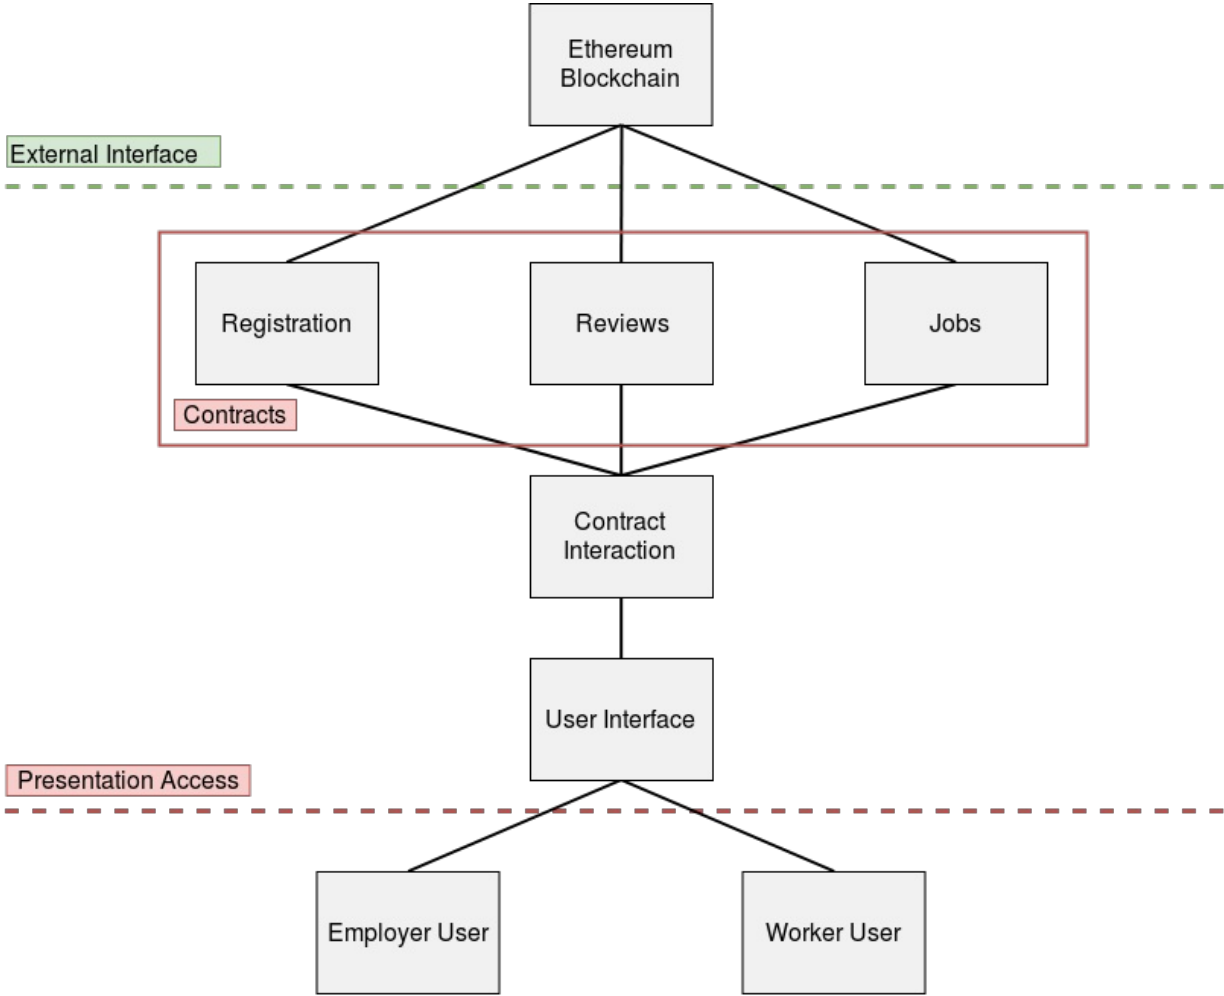 Ethereum
Blockchain
External Interface
Registration
Reviews
Jobs
Contracts
Contract
Interaction
User Interface
Presentation Access
Employer User
Worker User